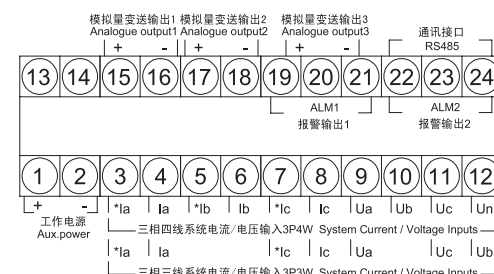 模拟量变送输出1 模拟量变送输出2 模拟量变送输出3
Analogue output1 Analogue output2 Analogue output3
通讯接口
RS485
+ - + - + -
13 14 15 16 17 18 19 20 21 22 23 24
ALM1 ALM2
报警输出1 报警输出2
1 2 3 4 5 6 7 8 9 10 11 12
+ - *Ia Ia *Ib Ib *Ic Ic Ua Ub Uc Un
工作电源
Aux.power
三相四线系统电流/电压输入3P4W System Current / Voltage Inputs
*Ia Ia *Ic Ic Ua Uc Ub
三相三线系统电流/电压输入3P3W System Current / Voltage Inputs